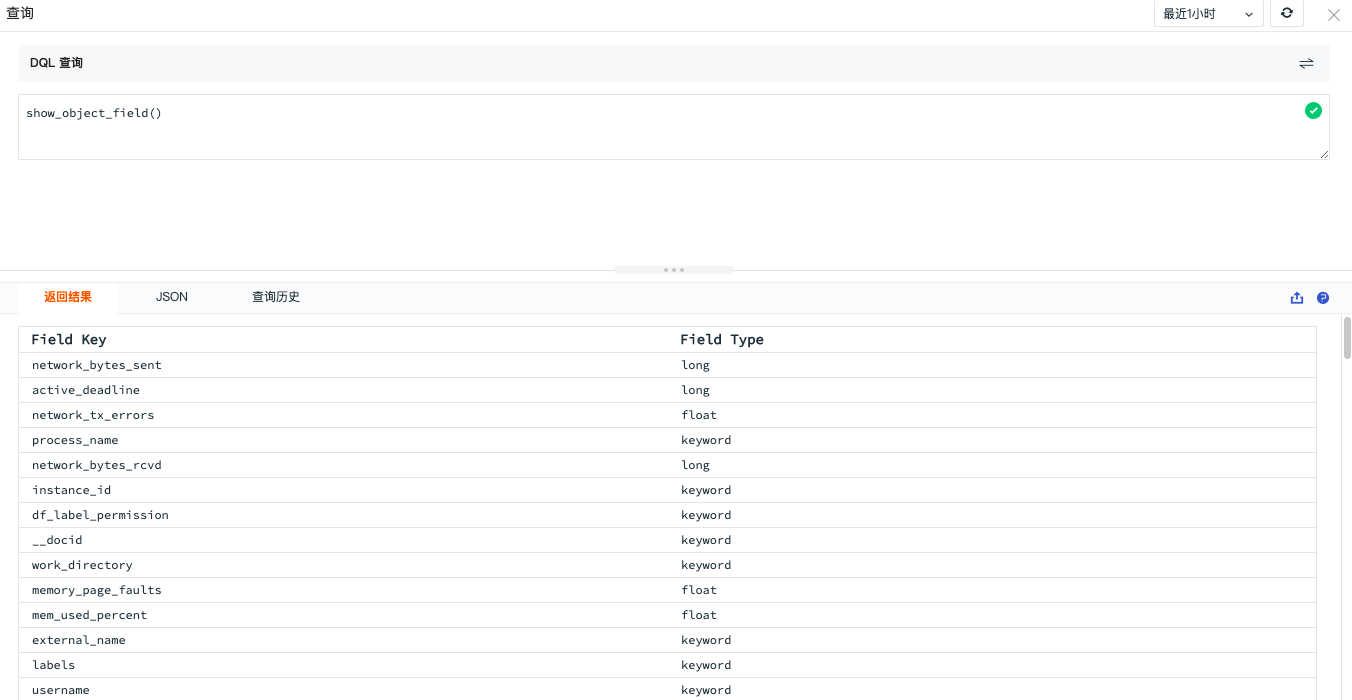 查询
最近1小时
DQL 查询
show_object_field()
返回结果 JSON 查询历史
Field Key Field Type
network_bytes_sent long
active_deadline long
network_tx_errors float
process_name keyword
network_bytes_rcvd long
instance_id keyword
df_label_permission keyword
__docid keyword
work_directory keyword
memory_page_faults float
mem_used_percent float
external_name keyword
labels keyword
username keyword